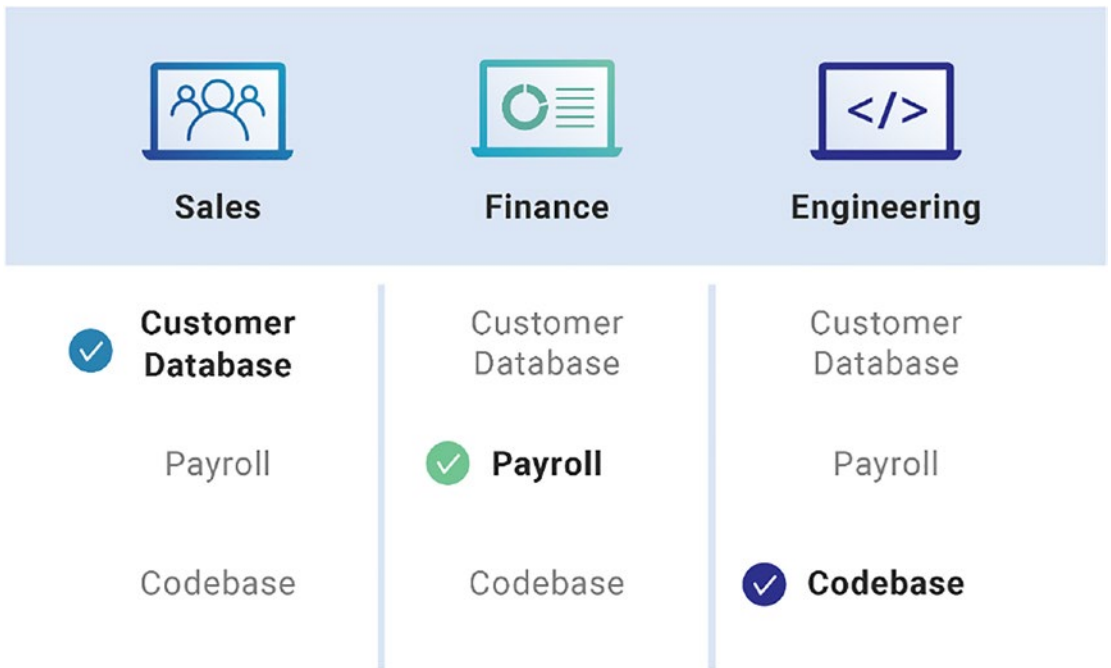 </>
Sales
Finance
Engineering
Customer
Database
Customer
Database
Customer
Database
Payroll
Payroll
Payroll
Codebase
Codebase
Codebase